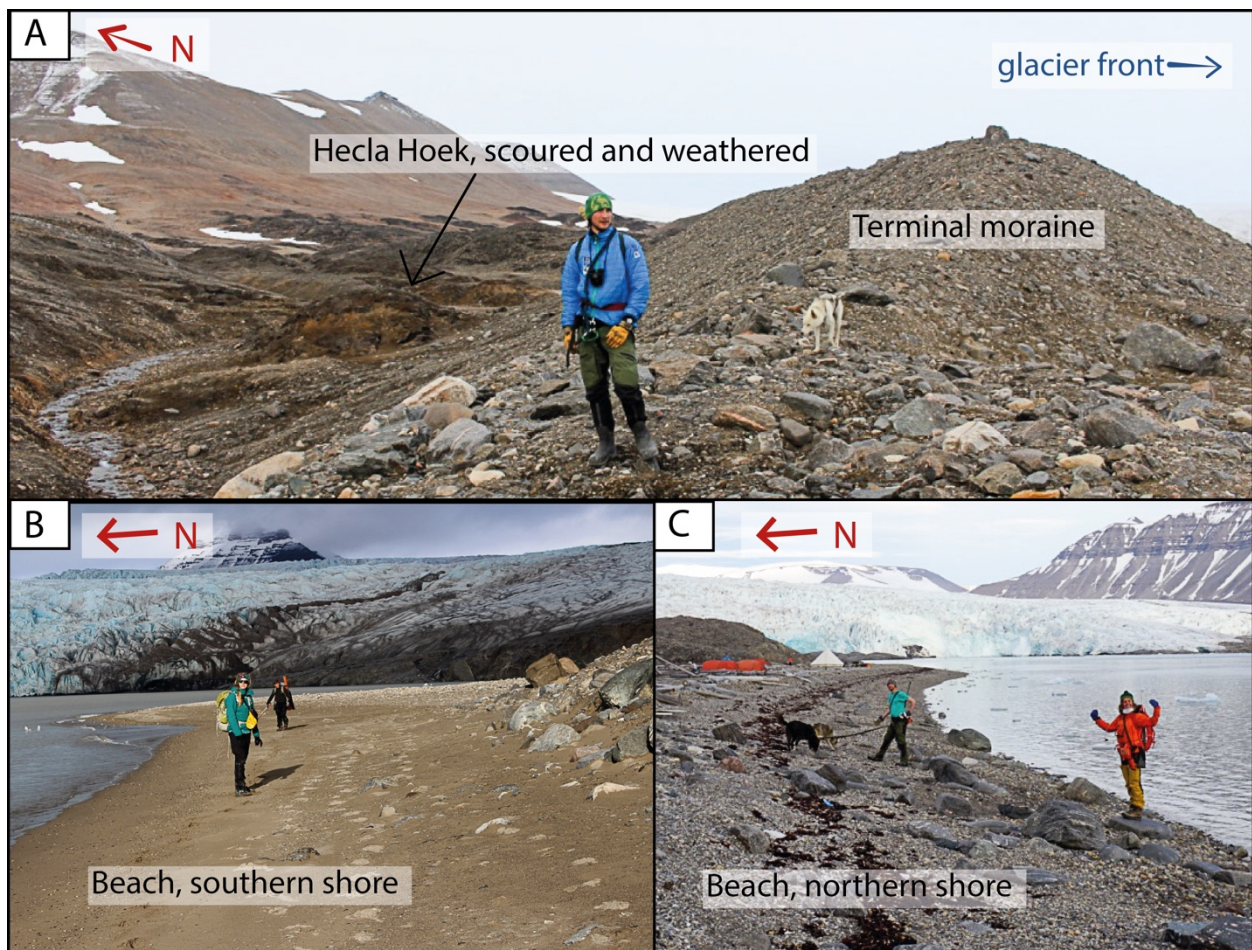 A
N
glacier front
Hecla Hoek, scoured and weathered
Terminal moraine
B
N
Beach, southern shore
C
N
Beach, northern shore